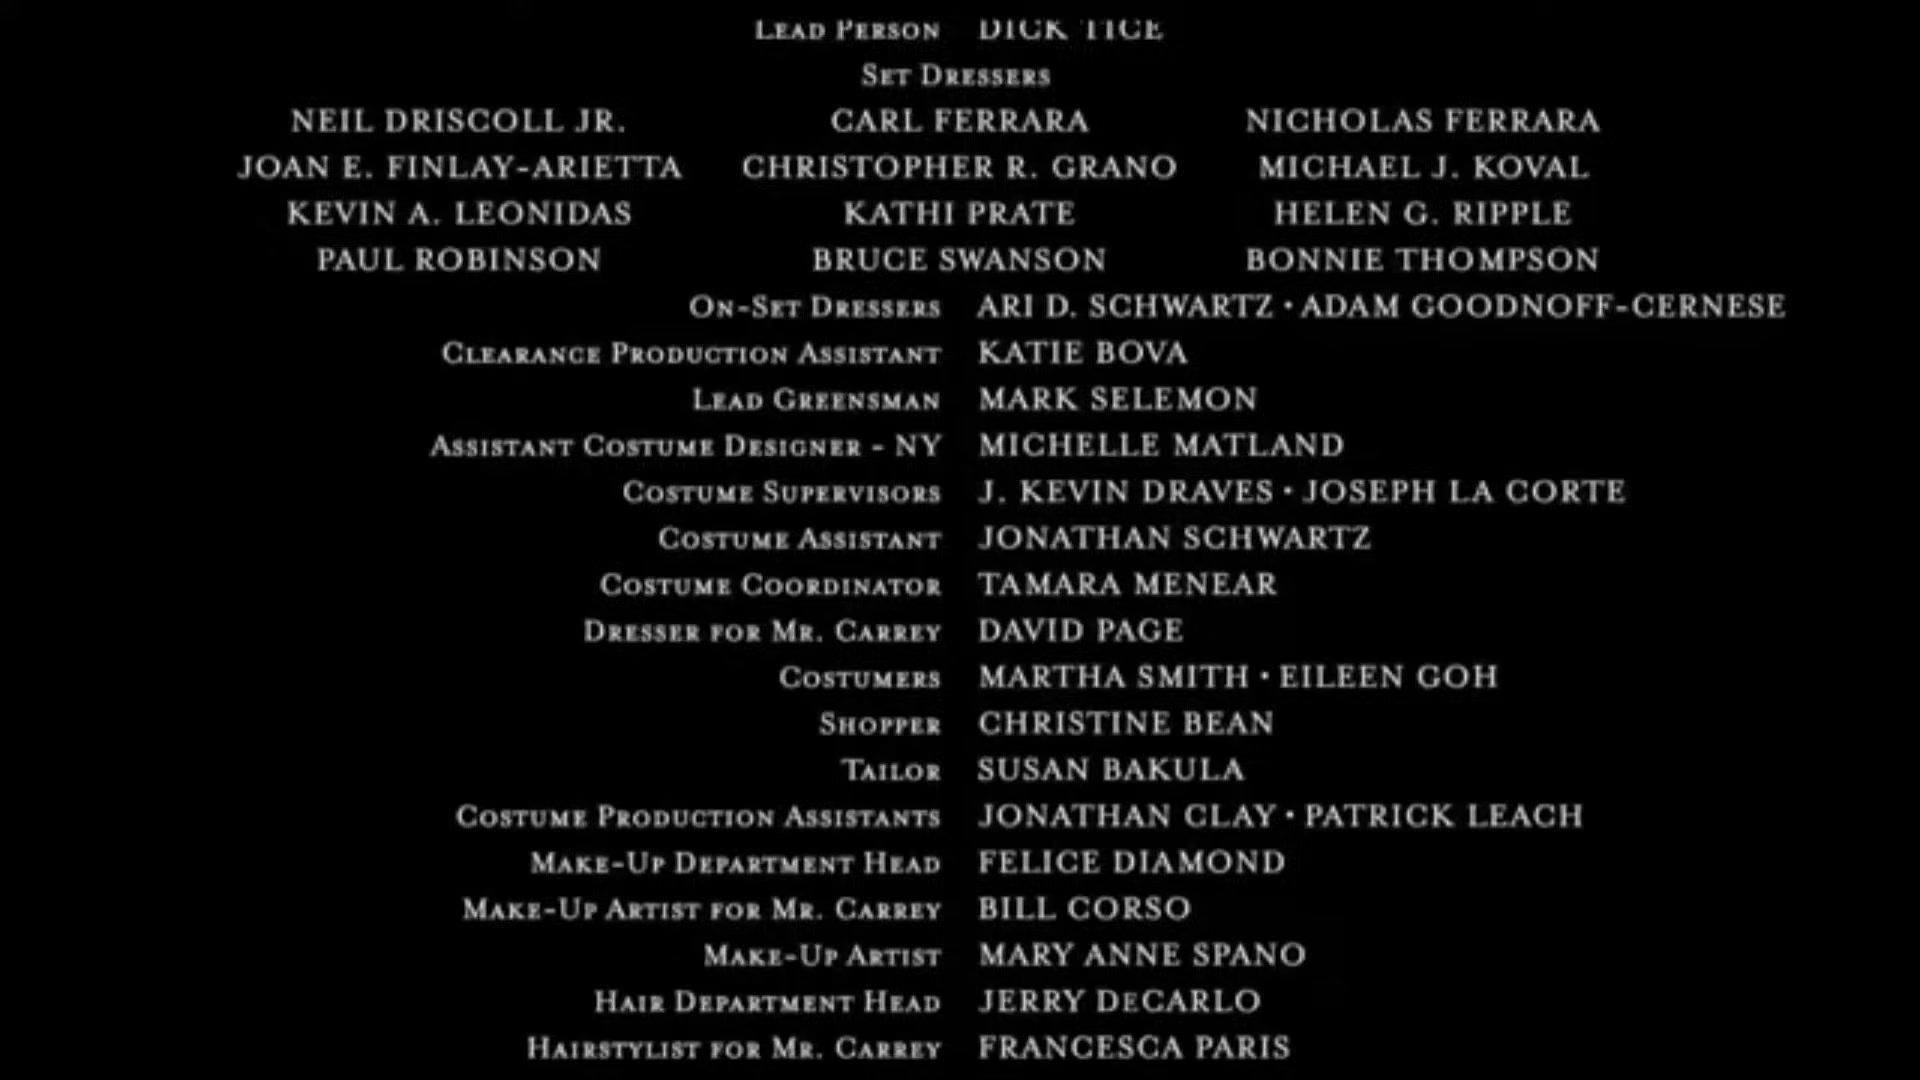 Lead Person DICK TICE
Set Dressers
NEIL DRISCOLL JR. CARL FERRARA NICHOLAS FERRARA
JOAN E. FINLAY-ARIETTA CHRISTOPHER R. GRANO MICHAEL J. KOVAL
KEVIN A. LEONIDAS KATHI PRATE HELEN G. RIPPLE
PAUL ROBINSON BRUCE SWANSON BONNIE THOMPSON
On-Set Dressers ARI D. SCHWARTZ • ADAM GOODNOFF-CERNESE
Clearance Production Assistant KATIE BOVA
Lead Greensman MARK SELEMON
Assistant Costume Designer - NY MICHELLE MATLAND
Costume Supervisors J. KEVIN DRAVES • JOSEPH LA CORTE
Costume Assistant JONATHAN SCHWARTZ
Costume Coordinator TAMARA MENEAR
Dresser for Mr. Carrey DAVID PAGE
Costumers MARTHA SMITH • EILEEN GOH
Shopper CHRISTINE BEAN
Tailor SUSAN BAKULA
Costume Production Assistants JONATHAN CLAY • PATRICK LEACH
Make-Up Department Head FELICE DIAMOND
Make-Up Artist for Mr. Carrey BILL CORSO
Make-Up Artist MARY ANNE SPANO
Hair Department Head JERRY DeCARLO
Hairstylist for Mr. Carrey FRANCESCA PARIS